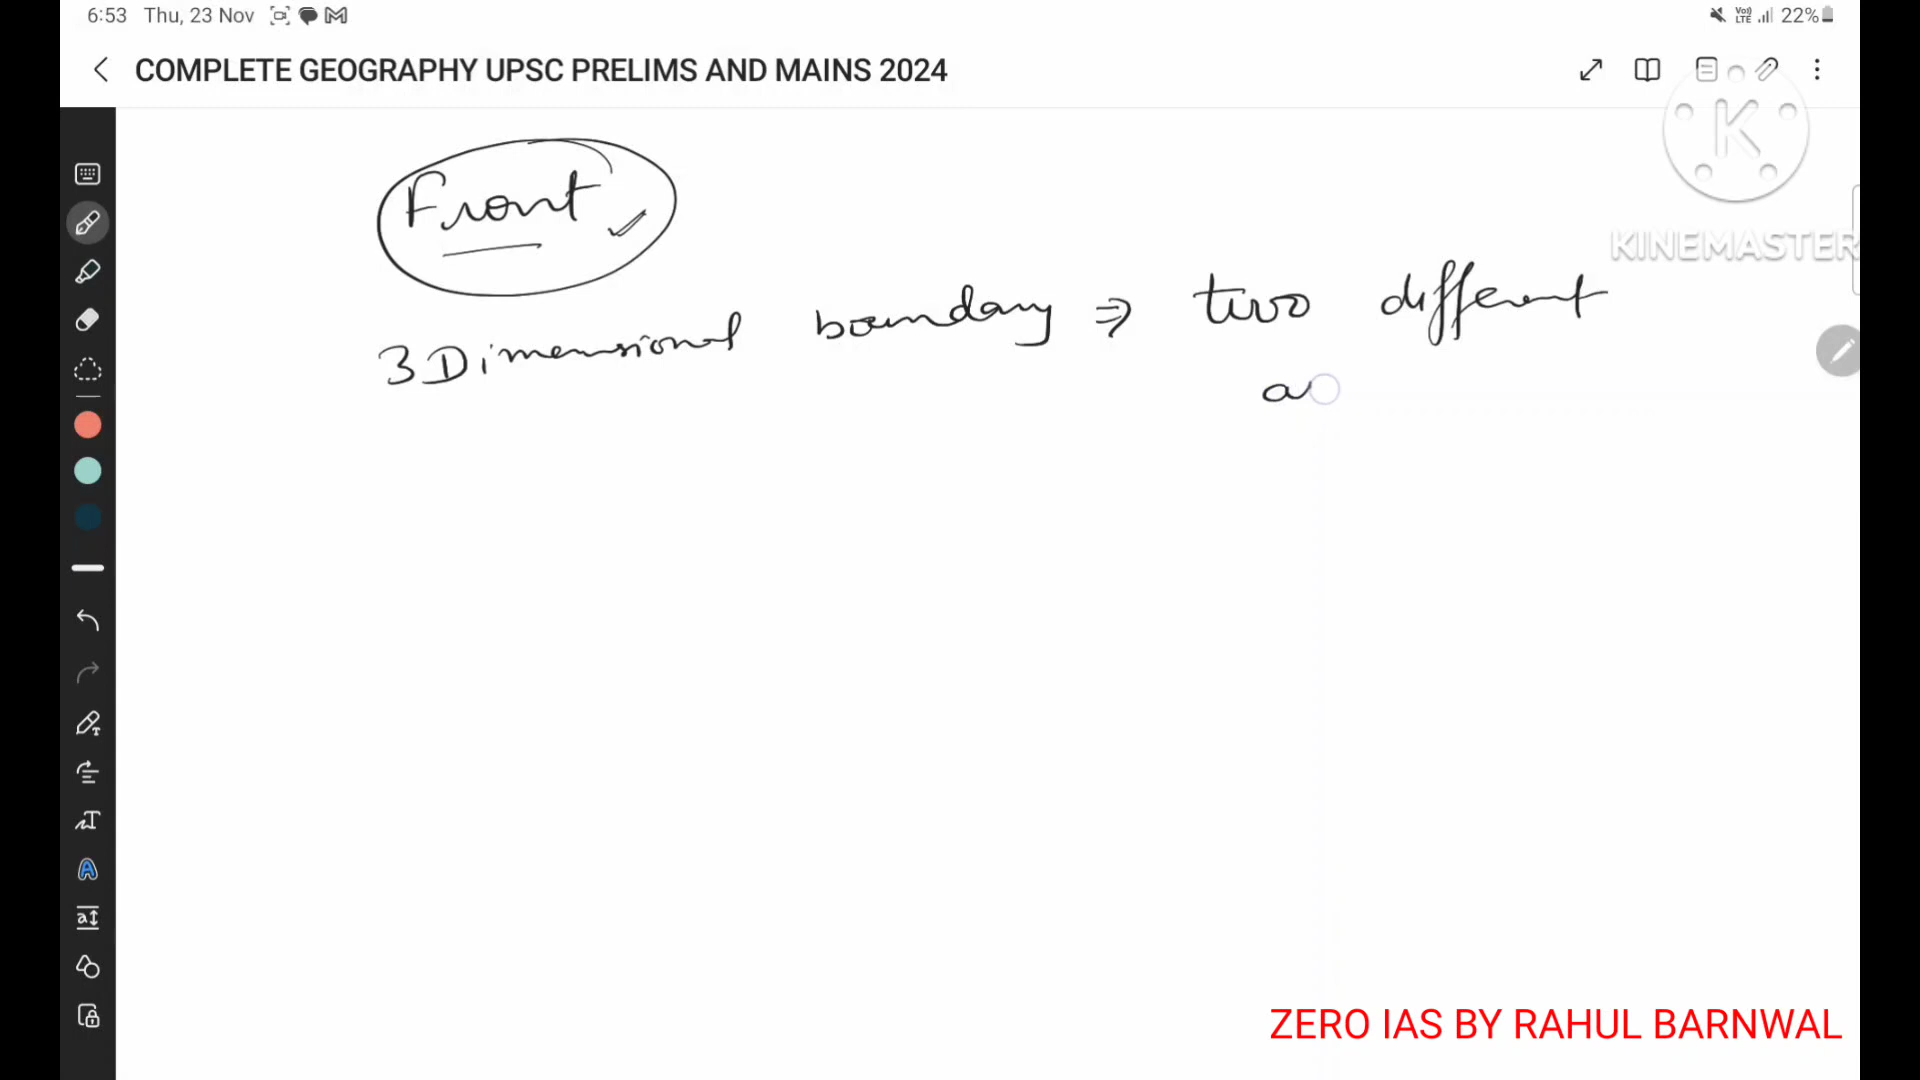 6:53 Thu, 23 Nov 22%
COMPLETE GEOGRAPHY UPSC PRELIMS AND MAINS 2024
K
KINEMASTER
Front
3Dimensional boundary ⇒ two different
a
ZERO IAS BY RAHUL BARNWAL